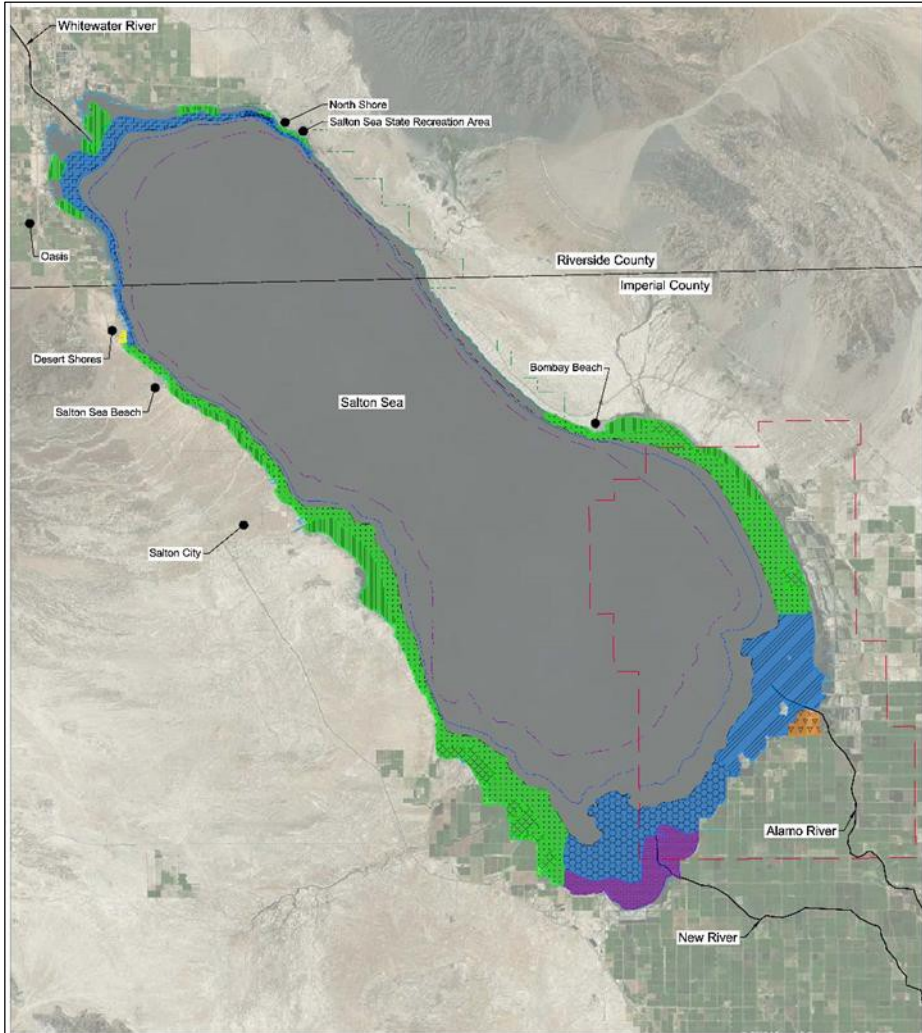 Whitewater River
North Shore
Salton Sea State Recreation Area
Oasis
Riverside County
Imperial County
Desert Shores
Bombay Beach
Salton Sea Beach
Salton Sea
Salton City
Alamo River
New River